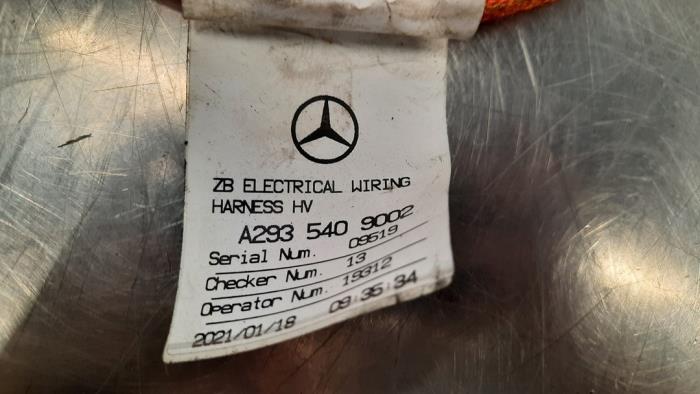 ZB ELECTRICAL WIRING
HARNESS HV
A293 540 9002
Serial Num. 09519
Checker Num. 13
Operator Num. 19312
2021/01/18 09:35:34